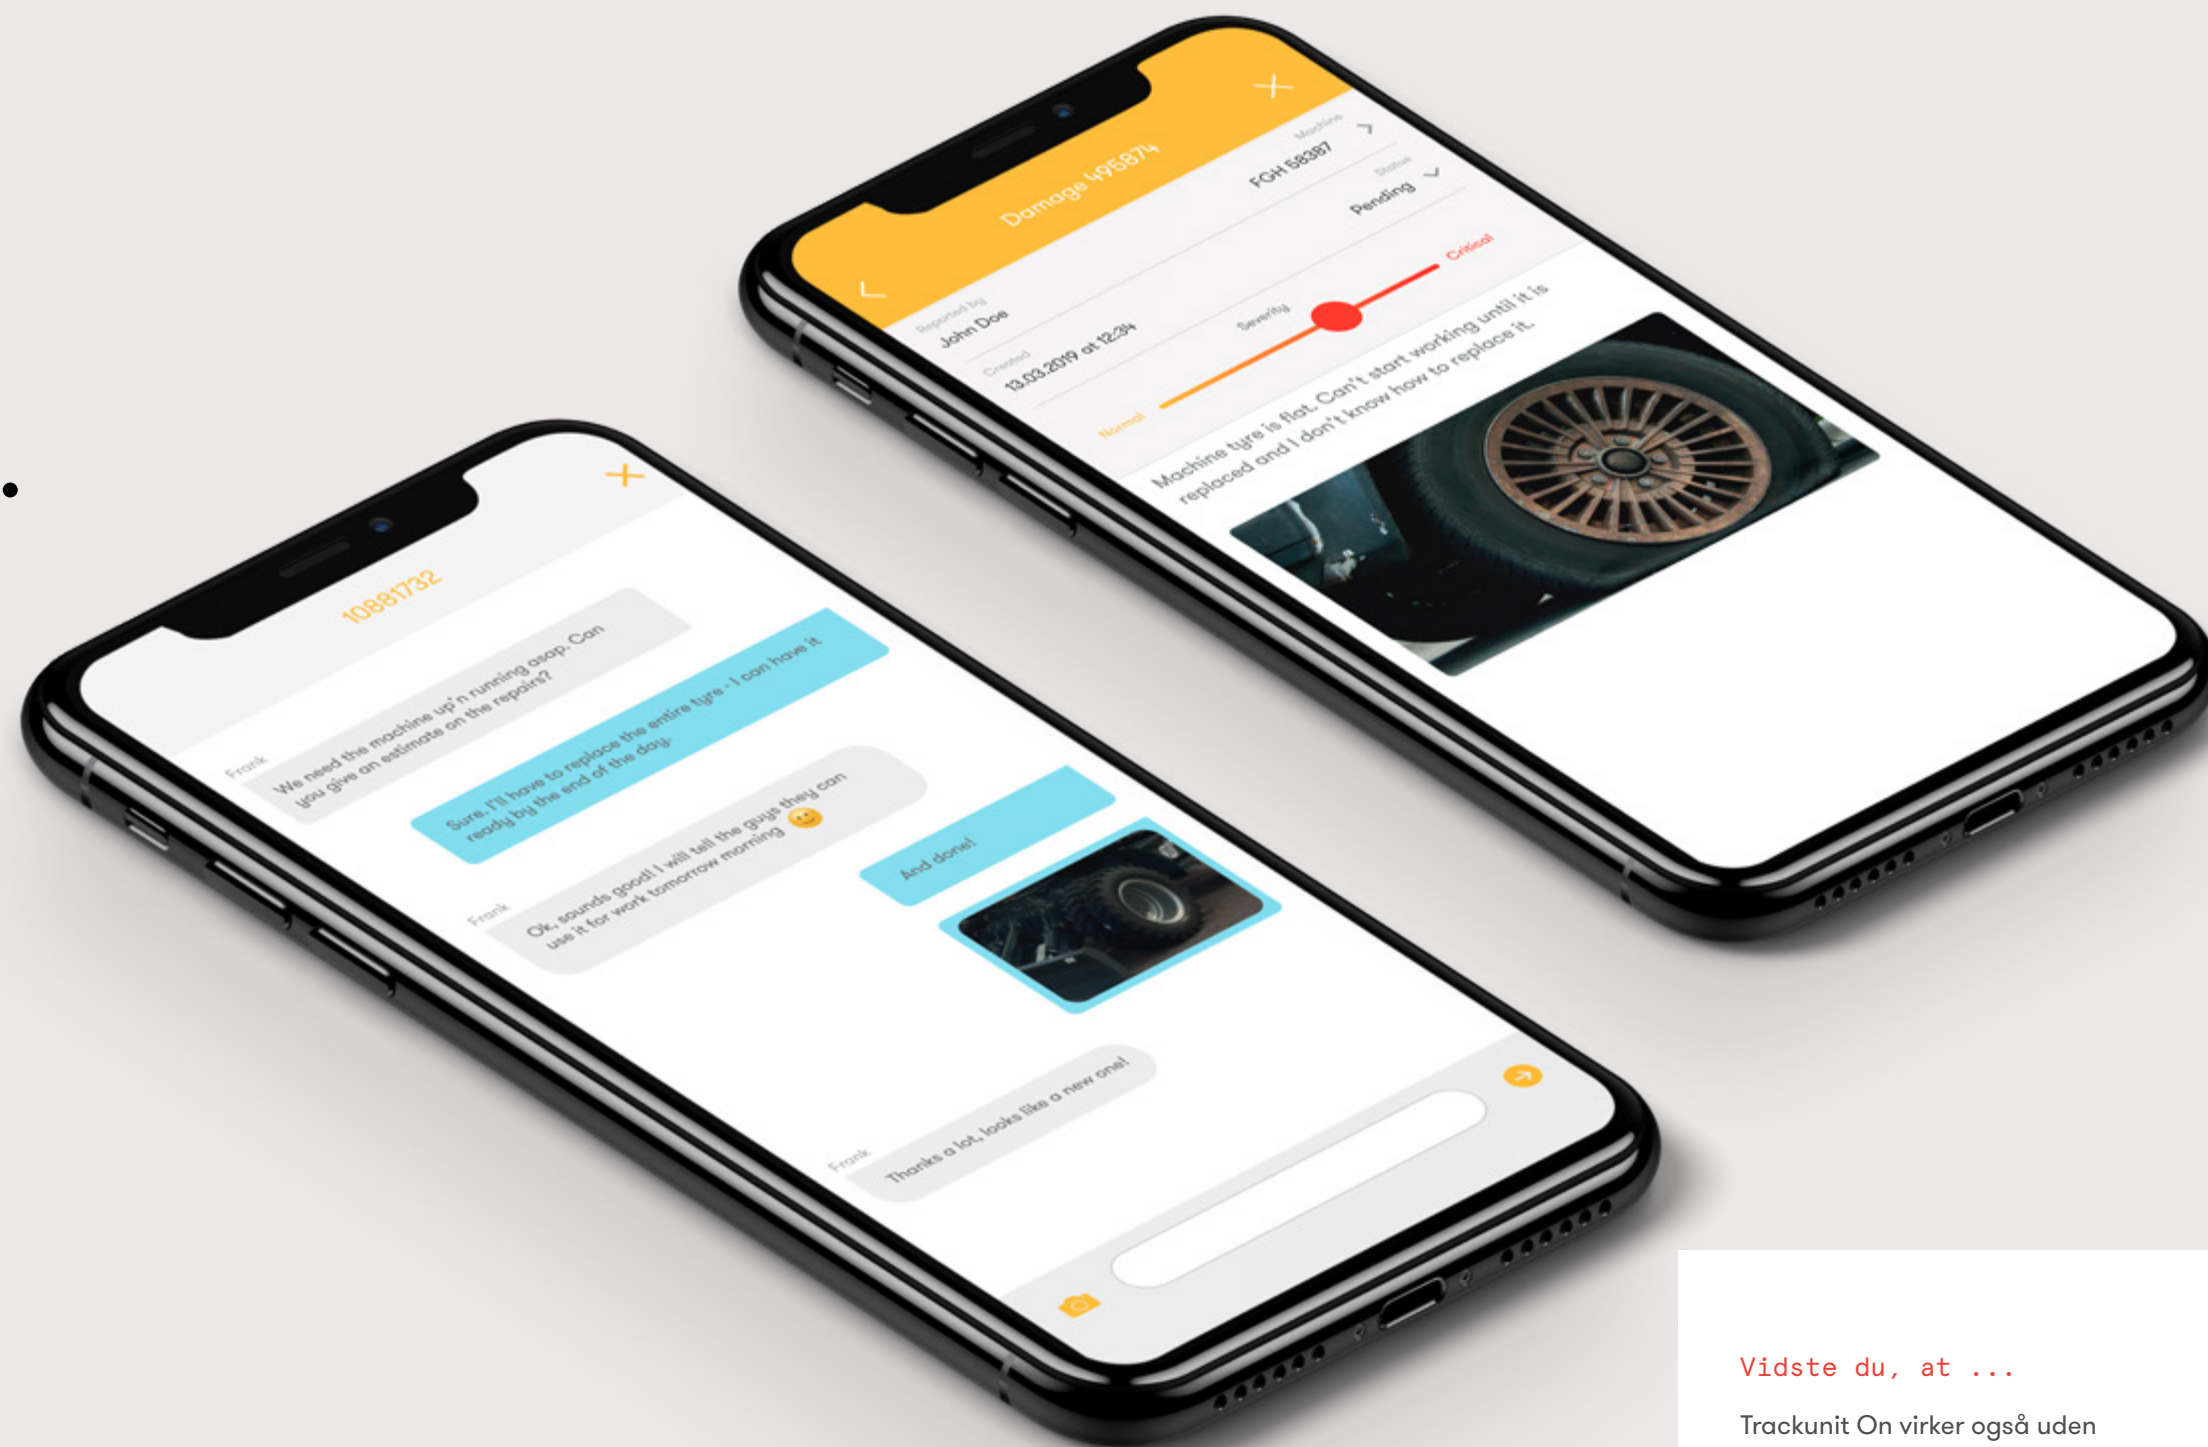 Damage 495874
Reported by
John Doe
Machine
FGH 58387
Created
13.03.2019 at 12:34
Status
Pending
Severity
Normal
Critical
Machine tyre is flat. Can't start working until it is
replaced and I don't know how to replace it.
10881732
Frank
We need the machine up'n running asap. Can
you give an estimate on the repairs?
Sure, I'll have to replace the entire tyre - I can have it
ready by the end of the day.
Frank
Ok, sounds good! I will tell the guys they can
use it for work tomorrow morning 🙂
And done!
Frank
Thanks a lot, looks like a new one!
Vidste du, at ...
Trackunit On virker også uden